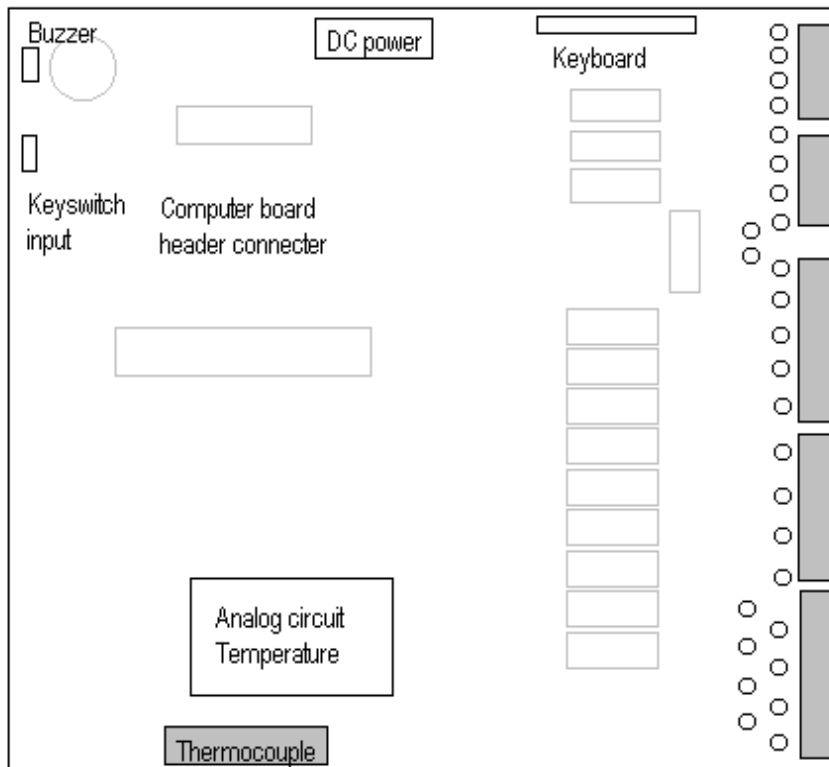 Buzzer
DC power
Keyboard
Keyswitch
input
Computer board
header connecter
Analog circuit
Temperature
Thermocouple